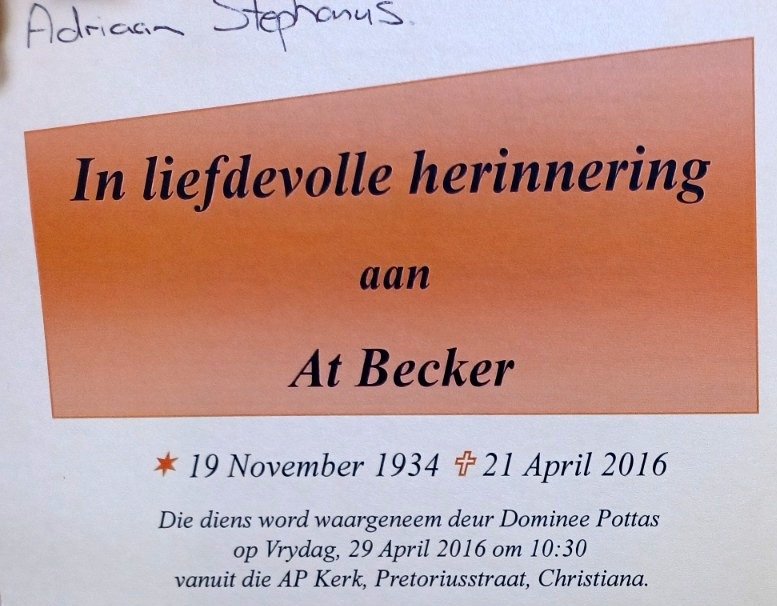 Adriaan Stephanus.
In liefdevolle herinnering
aan
At Becker
✶ 19 November 1934 ✞ 21 April 2016
Die diens word waargeneem deur Dominee Pottas
op Vrydag, 29 April 2016 om 10:30
vanuit die AP Kerk, Pretoriusstraat, Christiana.